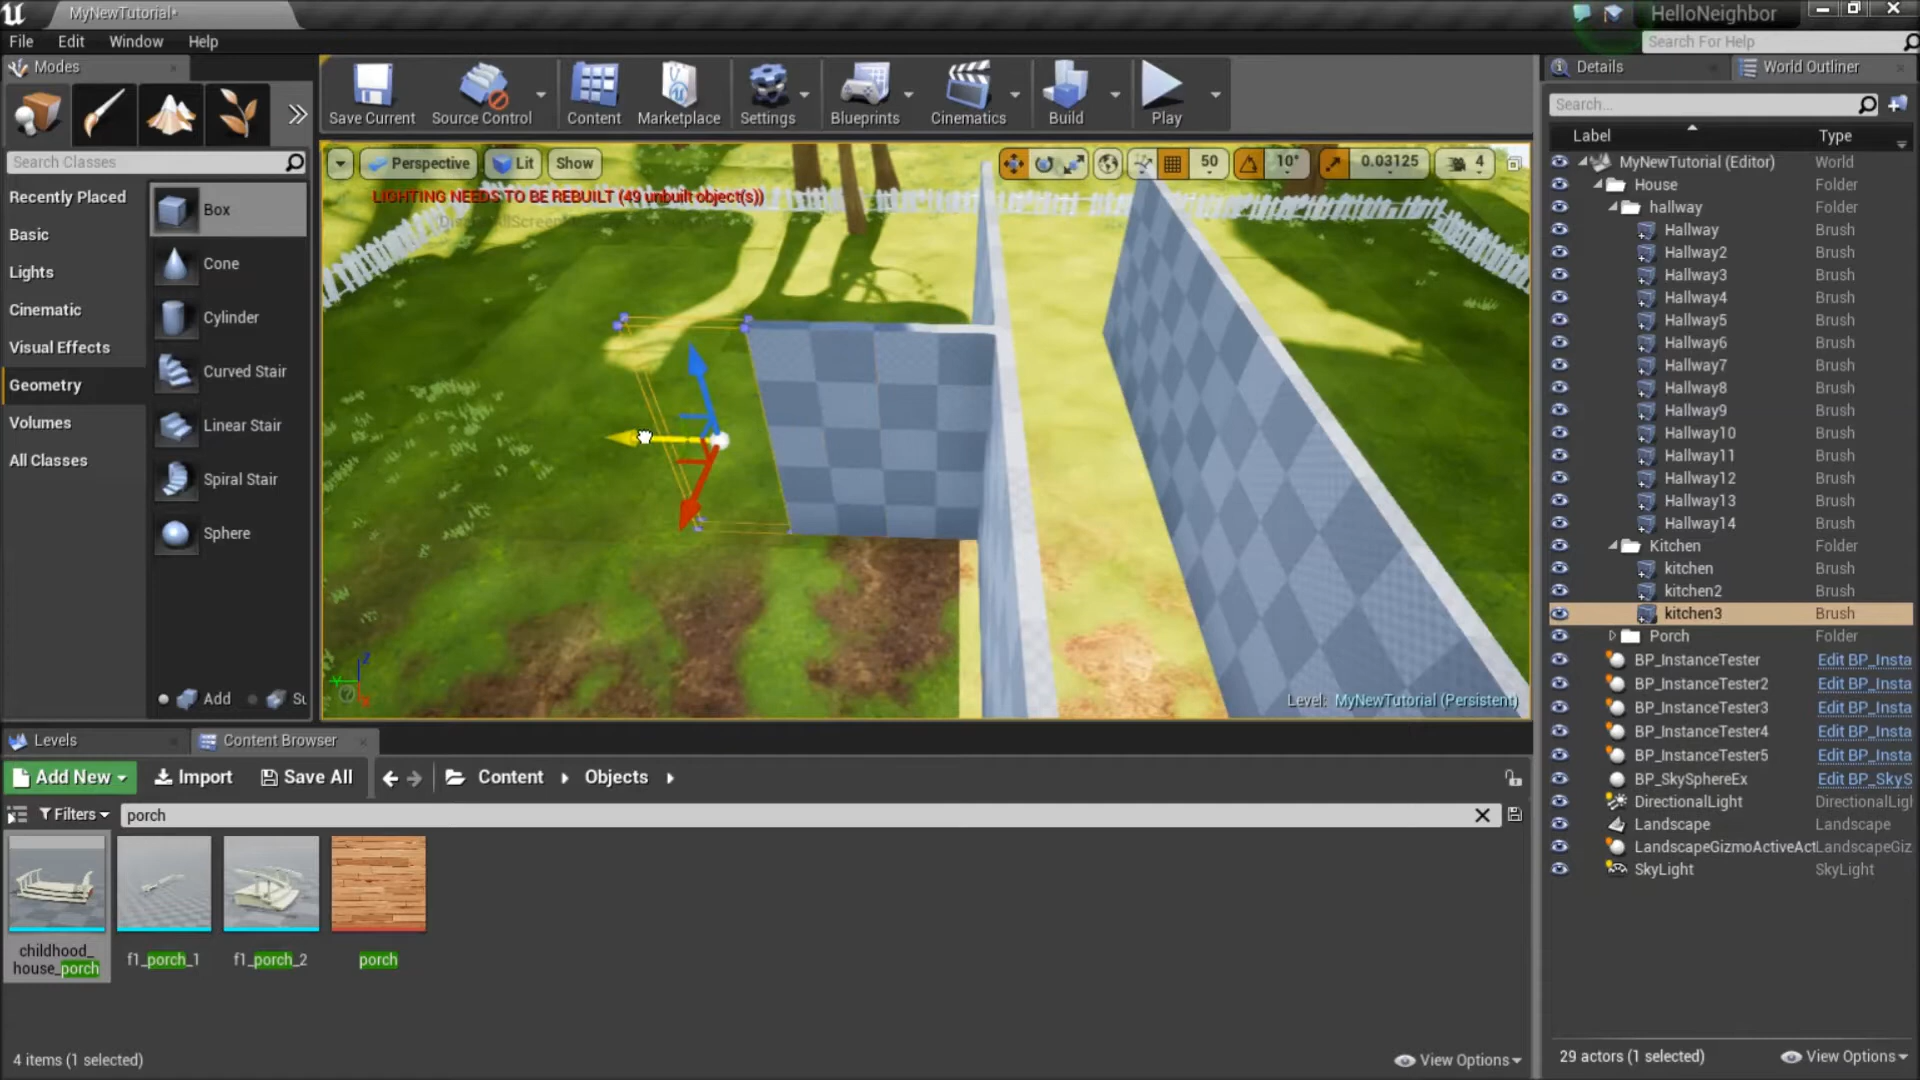 MyNewTutorial*
HelloNeighbor
File Edit Window Help
Search For Help
Modes
Save Current
Source Control
Content
Marketplace
Settings
Blueprints
Cinematics
Build
Play
Details
World Outliner
Search Classes
Search...
Label
Type
Recently Placed
Basic
Lights
Cinematic
Visual Effects
Geometry
Volumes
All Classes
Box
Cone
Cylinder
Curved Stair
Linear Stair
Spiral Stair
Sphere
Add
Su
Perspective
Lit
Show
50
10°
0.03125
4
LIGHTING NEEDS TO BE REBUILT (49 unbuilt object(s))
Level: MyNewTutorial (Persistent)
MyNewTutorial (Editor) World
House Folder
hallway Folder
Hallway Brush
Hallway2 Brush
Hallway3 Brush
Hallway4 Brush
Hallway5 Brush
Hallway6 Brush
Hallway7 Brush
Hallway8 Brush
Hallway9 Brush
Hallway10 Brush
Hallway11 Brush
Hallway12 Brush
Hallway13 Brush
Hallway14 Brush
Kitchen Folder
kitchen Brush
kitchen2 Brush
kitchen3 Brush
Porch Folder
BP_InstanceTester Edit BP_Insta
BP_InstanceTester2 Edit BP_Insta
BP_InstanceTester3 Edit BP_Insta
BP_InstanceTester4 Edit BP_Insta
BP_InstanceTester5 Edit BP_Insta
BP_SkySphereEx Edit BP_SkyS
DirectionalLight DirectionalLigh
Landscape Landscape
LandscapeGizmoActiveAct LandscapeGiz
SkyLight SkyLight
29 actors (1 selected)
View Options
Levels
Content Browser
Add New
Import
Save All
Content
Objects
Filters
porch
childhood_
house_porch
f1_porch_1
f1_porch_2
porch
4 items (1 selected)
View Options